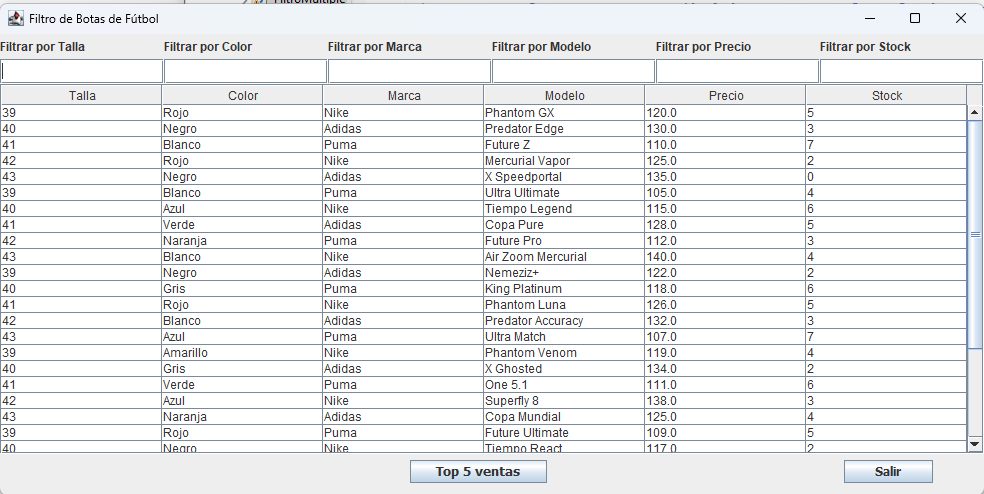 FiltroMultiple
Filtro de Botas de Fútbol
Filtrar por Talla Filtrar por Color Filtrar por Marca Filtrar por Modelo Filtrar por Precio Filtrar por Stock
Talla Color Marca Modelo Precio Stock
39 Rojo Nike Phantom GX 120.0 5
40 Negro Adidas Predator Edge 130.0 3
41 Blanco Puma Future Z 110.0 7
42 Rojo Nike Mercurial Vapor 125.0 2
43 Negro Adidas X Speedportal 135.0 0
39 Blanco Puma Ultra Ultimate 105.0 4
40 Azul Nike Tiempo Legend 115.0 6
41 Verde Adidas Copa Pure 128.0 5
42 Naranja Puma Future Pro 112.0 3
43 Blanco Nike Air Zoom Mercurial 140.0 4
39 Negro Adidas Nemeziz+ 122.0 2
40 Gris Puma King Platinum 118.0 6
41 Rojo Nike Phantom Luna 126.0 5
42 Blanco Adidas Predator Accuracy 132.0 3
43 Azul Puma Ultra Match 107.0 7
39 Amarillo Nike Phantom Venom 119.0 4
40 Gris Adidas X Ghosted 134.0 2
41 Verde Puma One 5.1 111.0 6
42 Azul Nike Superfly 8 138.0 3
43 Naranja Adidas Copa Mundial 125.0 4
39 Rojo Puma Future Ultimate 109.0 5
40 Negro Nike Tiempo React 117.0 2
Top 5 ventas Salir